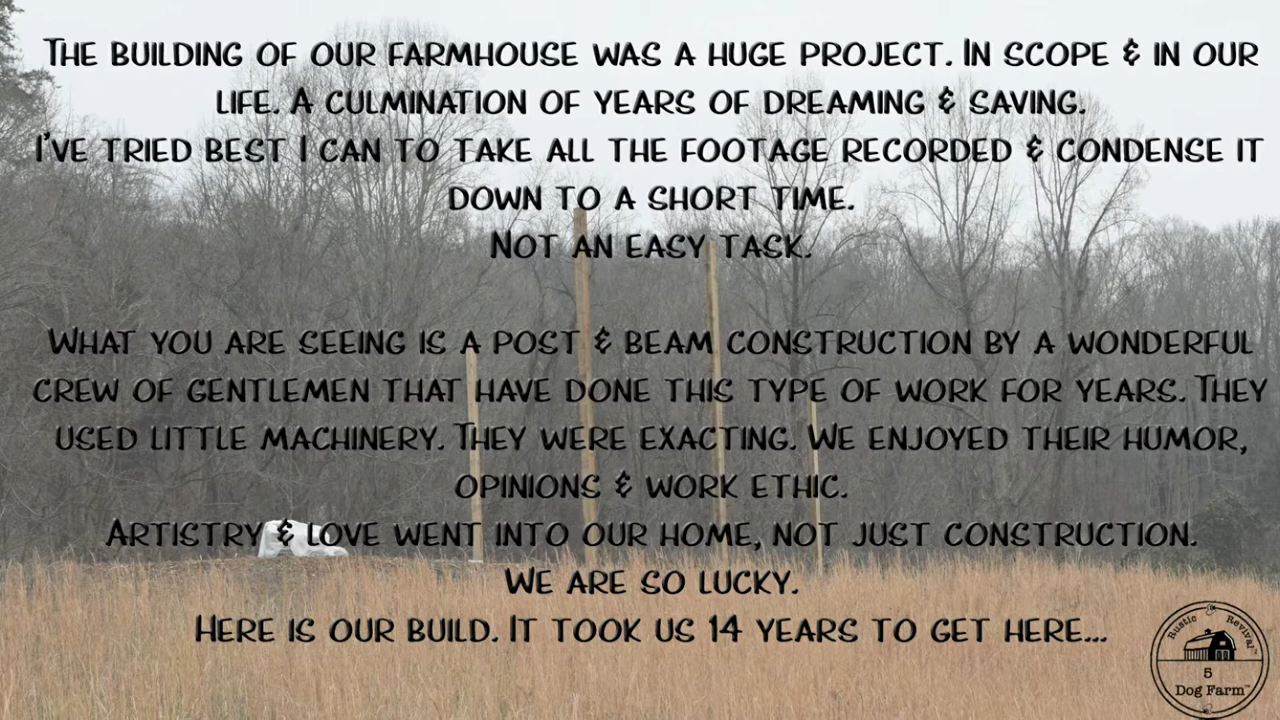 The building of our farmhouse was a huge project. In scope & in our
life. A culmination of years of dreaming & saving.
I've tried best I can to take all the footage recorded & condense it
down to a short time.
Not an easy task.
What you are seeing is a post & beam construction by a wonderful
crew of gentlemen that have done this type of work for years. They
used little machinery. They were exacting. We enjoyed their humor,
opinions & work ethic.
Artistry & love went into our home, not just construction.
We are so lucky.
Here is our build. It took us 14 years to get here...
Rustic Revival™
5
Dog Farm™